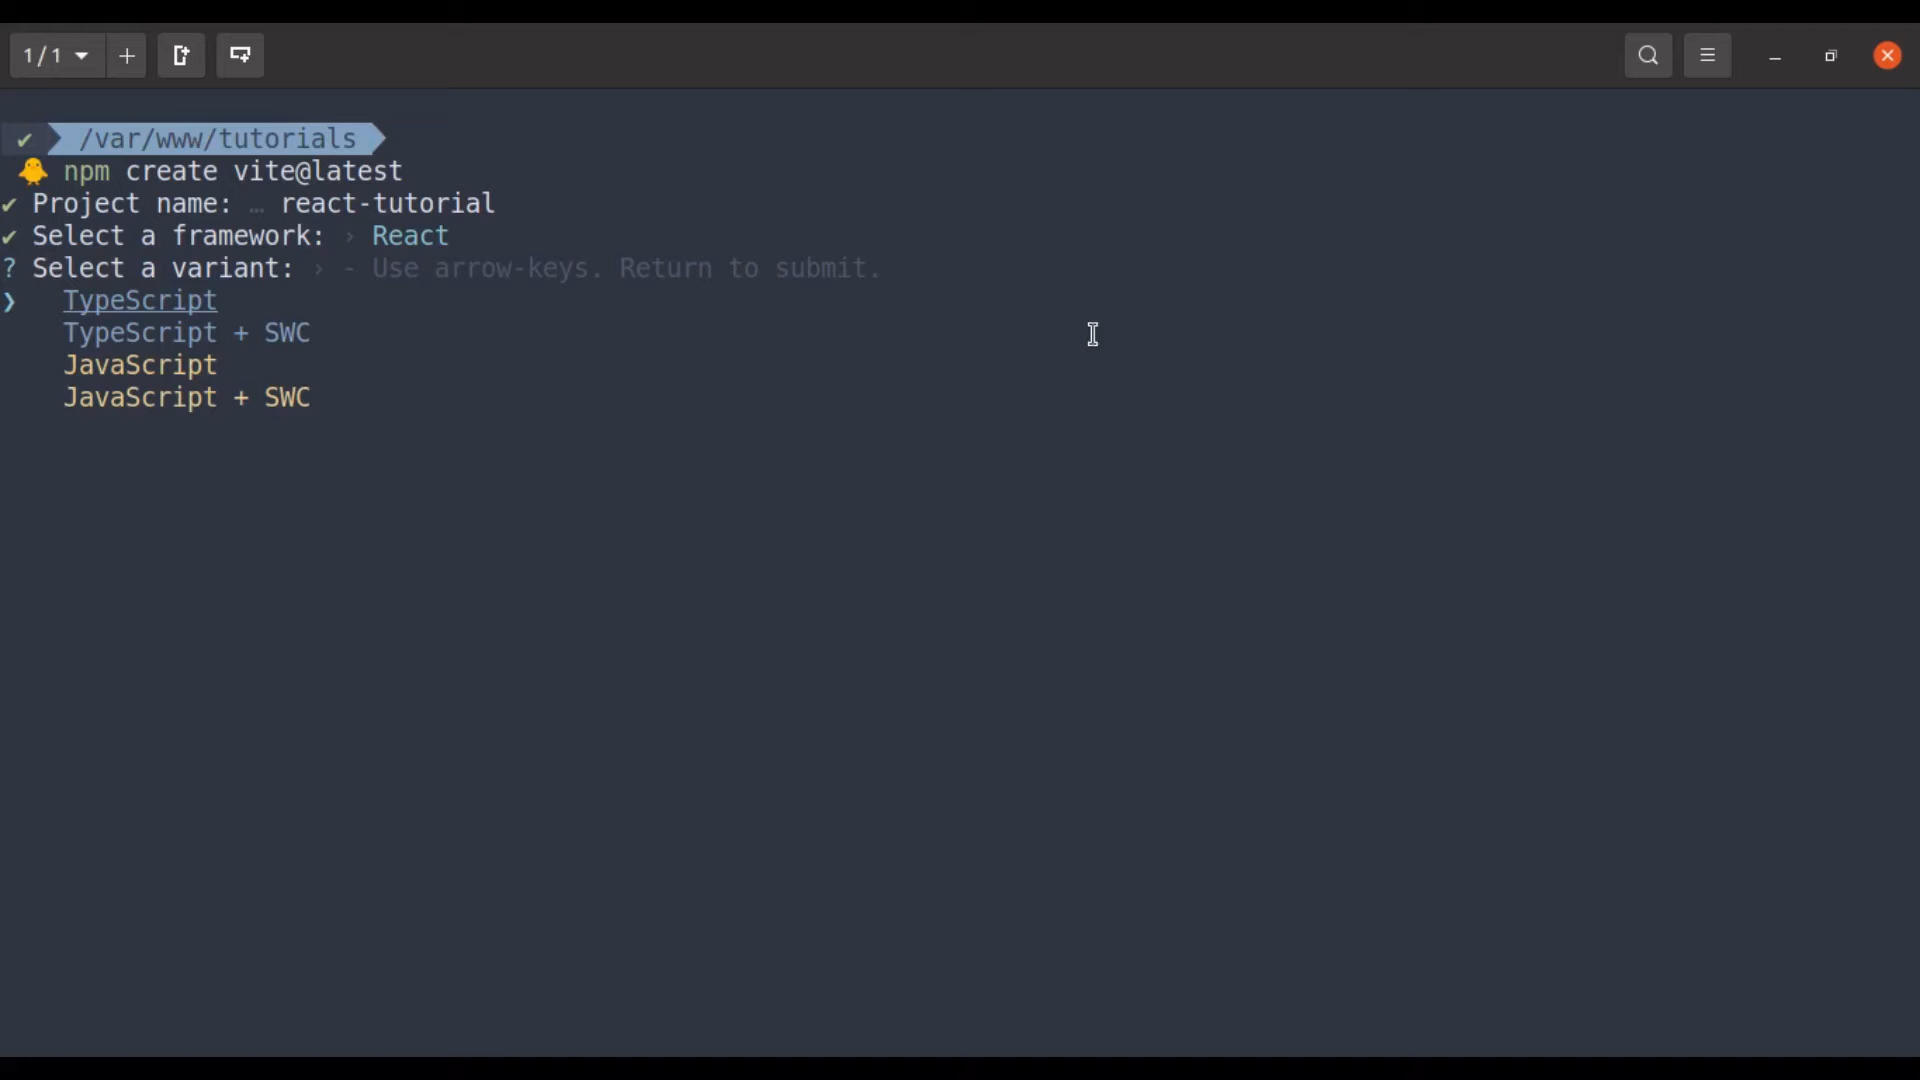 1/1
/var/www/tutorials
npm create vite@latest
✔ Project name: … react-tutorial
✔ Select a framework: › React
? Select a variant: › - Use arrow-keys. Return to submit.
❯ TypeScript
TypeScript + SWC
JavaScript
JavaScript + SWC